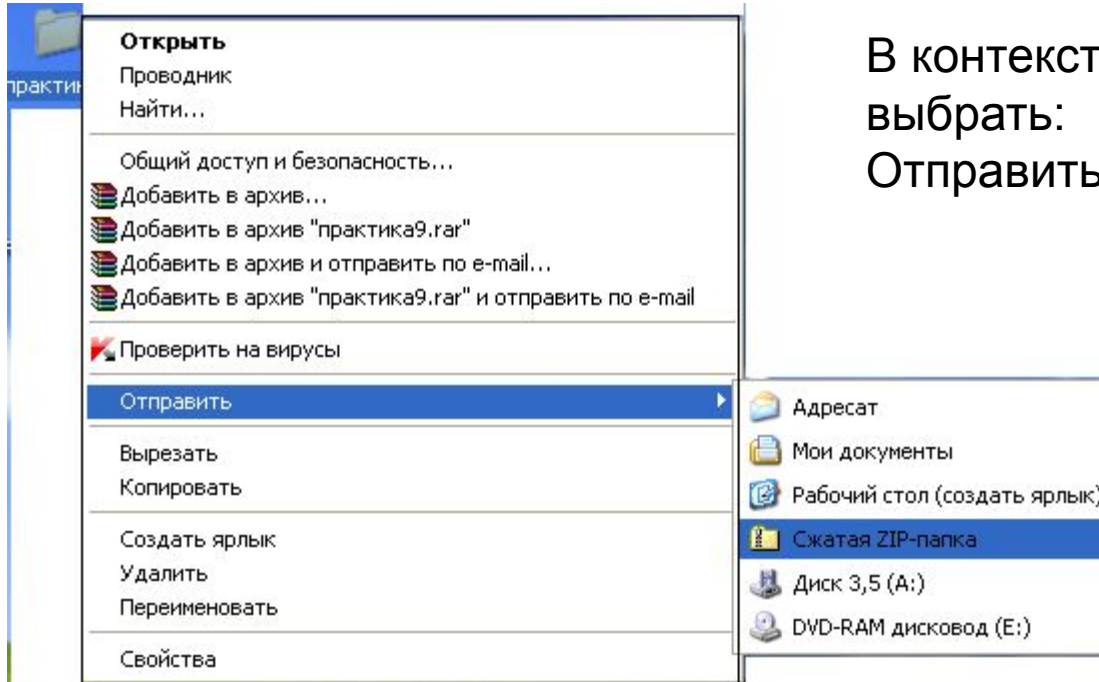 практик
Открыть
Проводник
Найти...
Общий доступ и безопасность...
Добавить в архив...
Добавить в архив "практика9.rar"
Добавить в архив и отправить по e-mail...
Добавить в архив "практика9.rar" и отправить по e-mail
Проверить на вирусы
Отправить
Вырезать
Копировать
Создать ярлык
Удалить
Переименовать
Свойства
Адресат
Мои документы
Рабочий стол (создать ярлык)
Сжатая ZIP-папка
Диск 3,5 (A:)
DVD-RAM дисковод (E:)
В контекст
выбрать:
Отправить